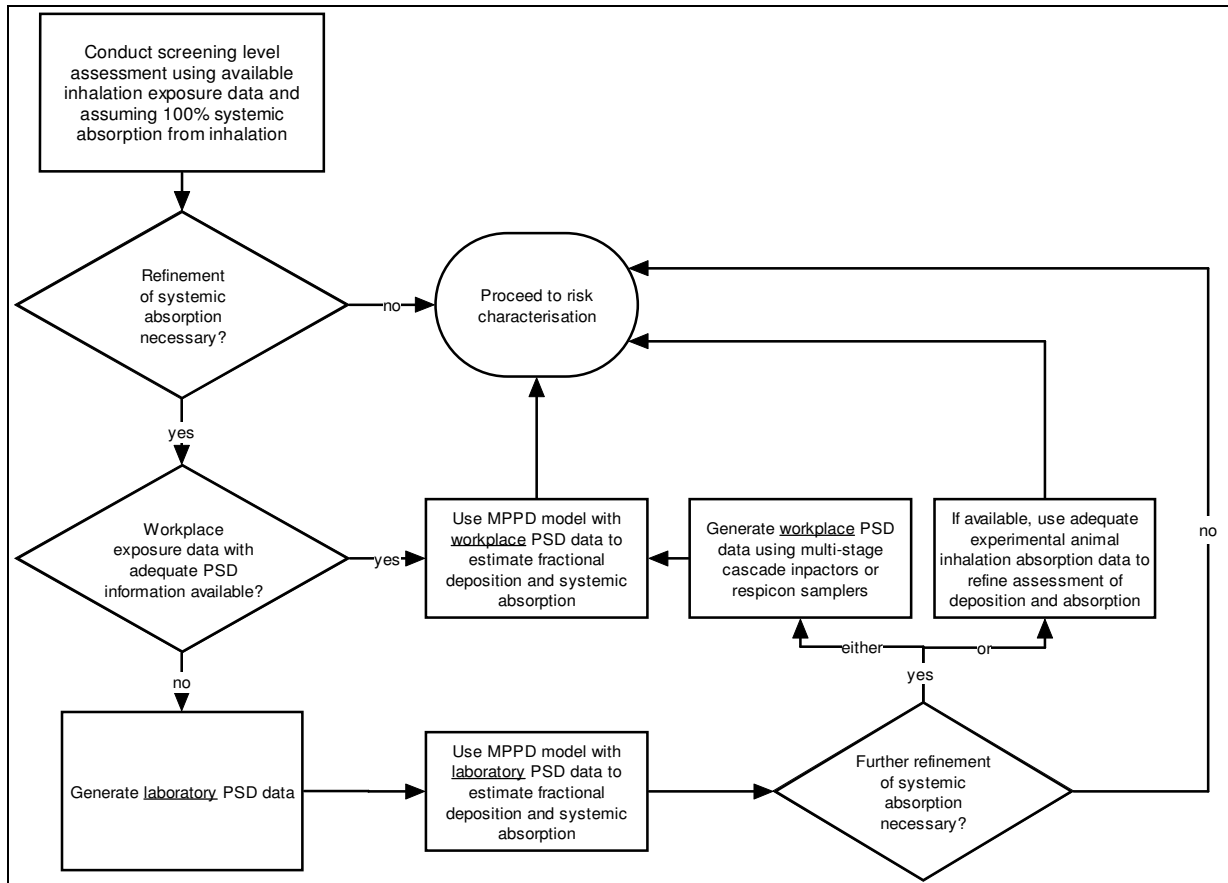 Conduct screening level
assessment using available
inhalation exposure data and
assuming 100% systemic
absorption from inhalation
Refinement
of systemic
absorption
necessary?
no
Proceed to risk
characterisation
yes
no
Workplace
exposure data with
adequate PSD
information available?
yes
Use MPPD model with
workplace PSD data to
estimate fractional
deposition and systemic
absorption
Generate workplace PSD
data using multi-stage
cascade inpactors or
respicon samplers
If available, use adequate
experimental animal
inhalation absorption data to
refine assessment of
deposition and absorption
either
or
yes
no
Generate laboratory PSD data
Use MPPD model with
laboratory PSD data to
estimate fractional
deposition and systemic
absorption
Further refinement
of systemic
absorption
necessary?